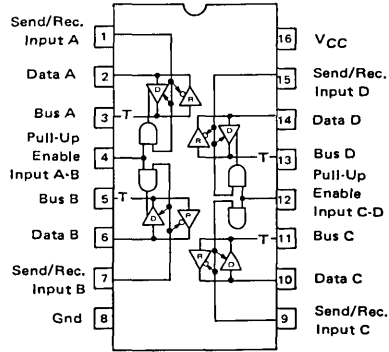 Send/Rec.
Input A
1
Data A
2
Bus A
3
T
Pull-Up
Enable
Input A-B
4
Bus B
5
T
Data B
6
Send/Rec.
Input B
7
Gnd
8
16
VCC
15
Send/Rec.
Input D
14
Data D
13
T
Bus D
Pull-Up
Enable
Input C-D
12
11
T
Bus C
10
Data C
9
Send/Rec.
Input C
D
R
R
D
D
R
R
D